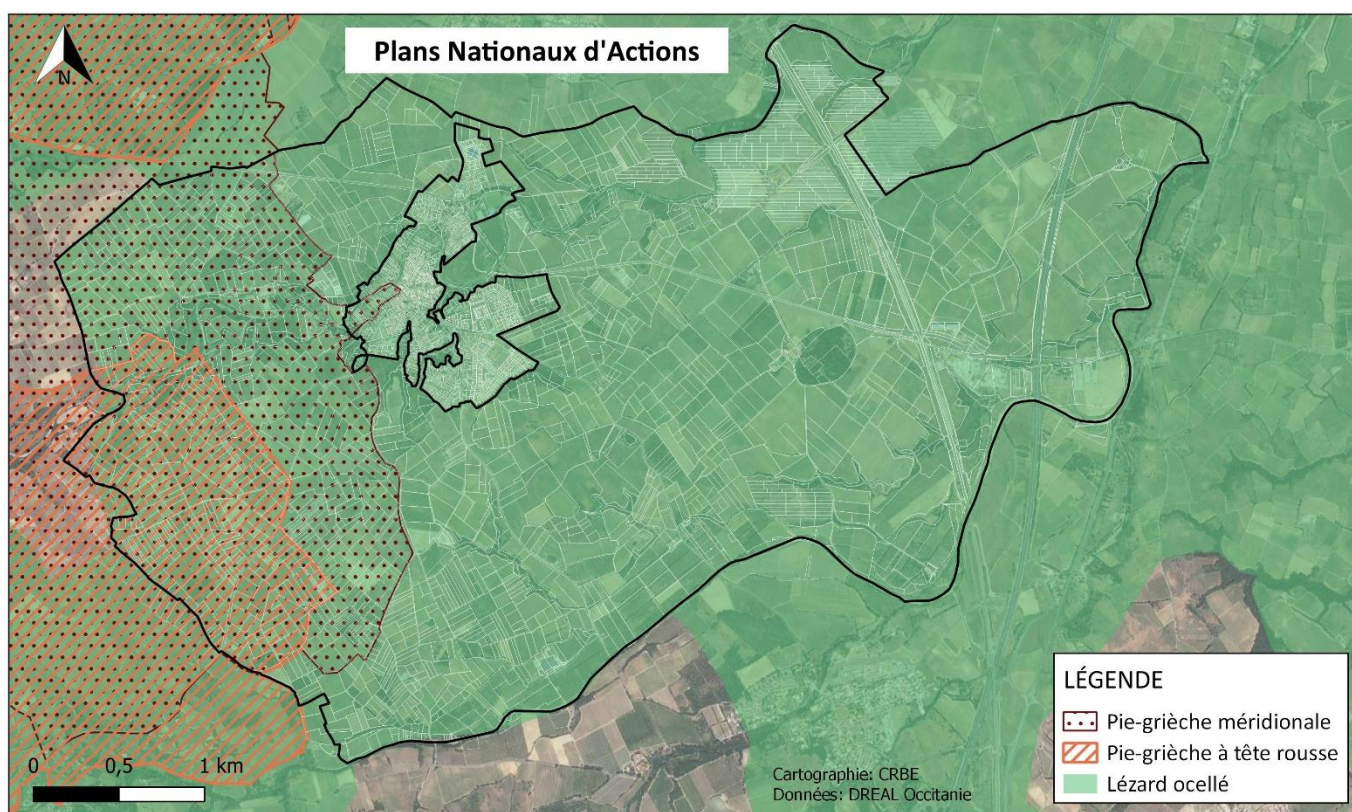 Plans Nationaux d'Actions
N
LÉGENDE
Pie-grièche méridionale
Pie-grièche à tête rousse
Lézard ocellé
0 0,5 1 km
Cartographie: CRBE
Données: DREAL Occitanie